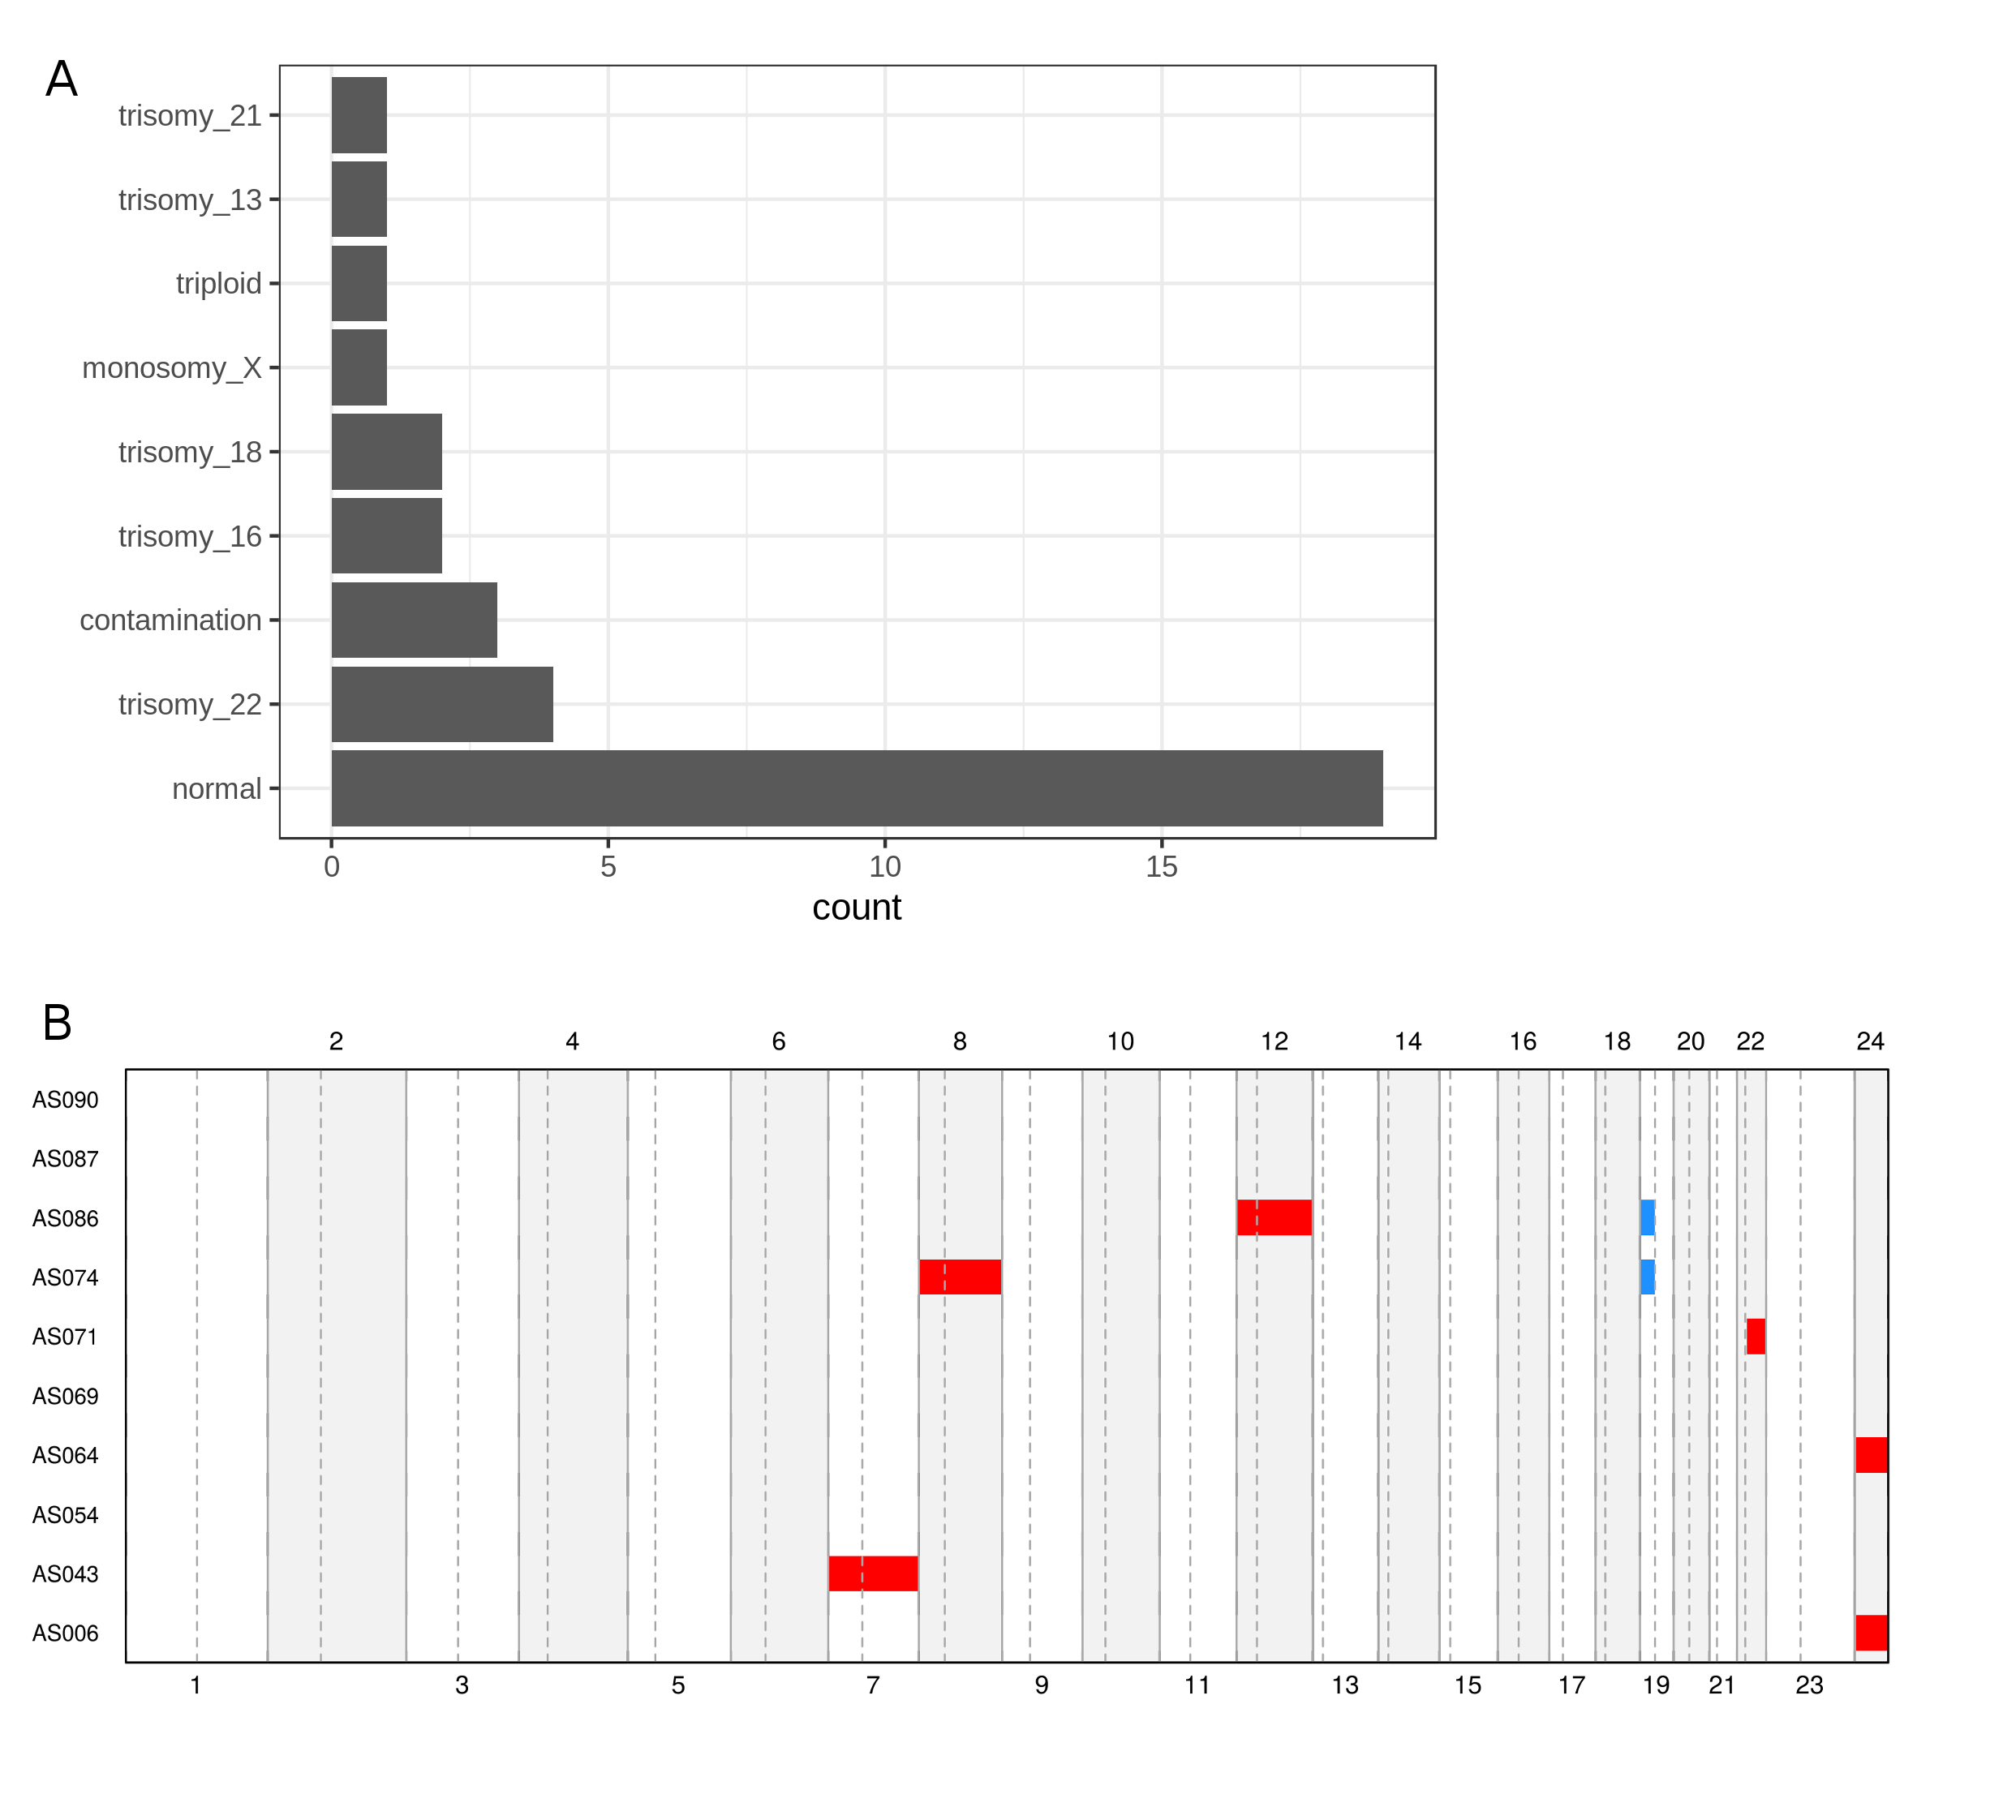 A
trisomy_21
trisomy_13
triploid
monosomy_X
trisomy_18
trisomy_16
contamination
trisomy_22
normal
0 5 10 15
count
B
2 4 6 8 10 12 14 16 18 20 22 24
AS090
AS087
AS086
AS074
AS071
AS069
AS064
AS054
AS043
AS006
1 3 5 7 9 11 13 15 17 19 21 23